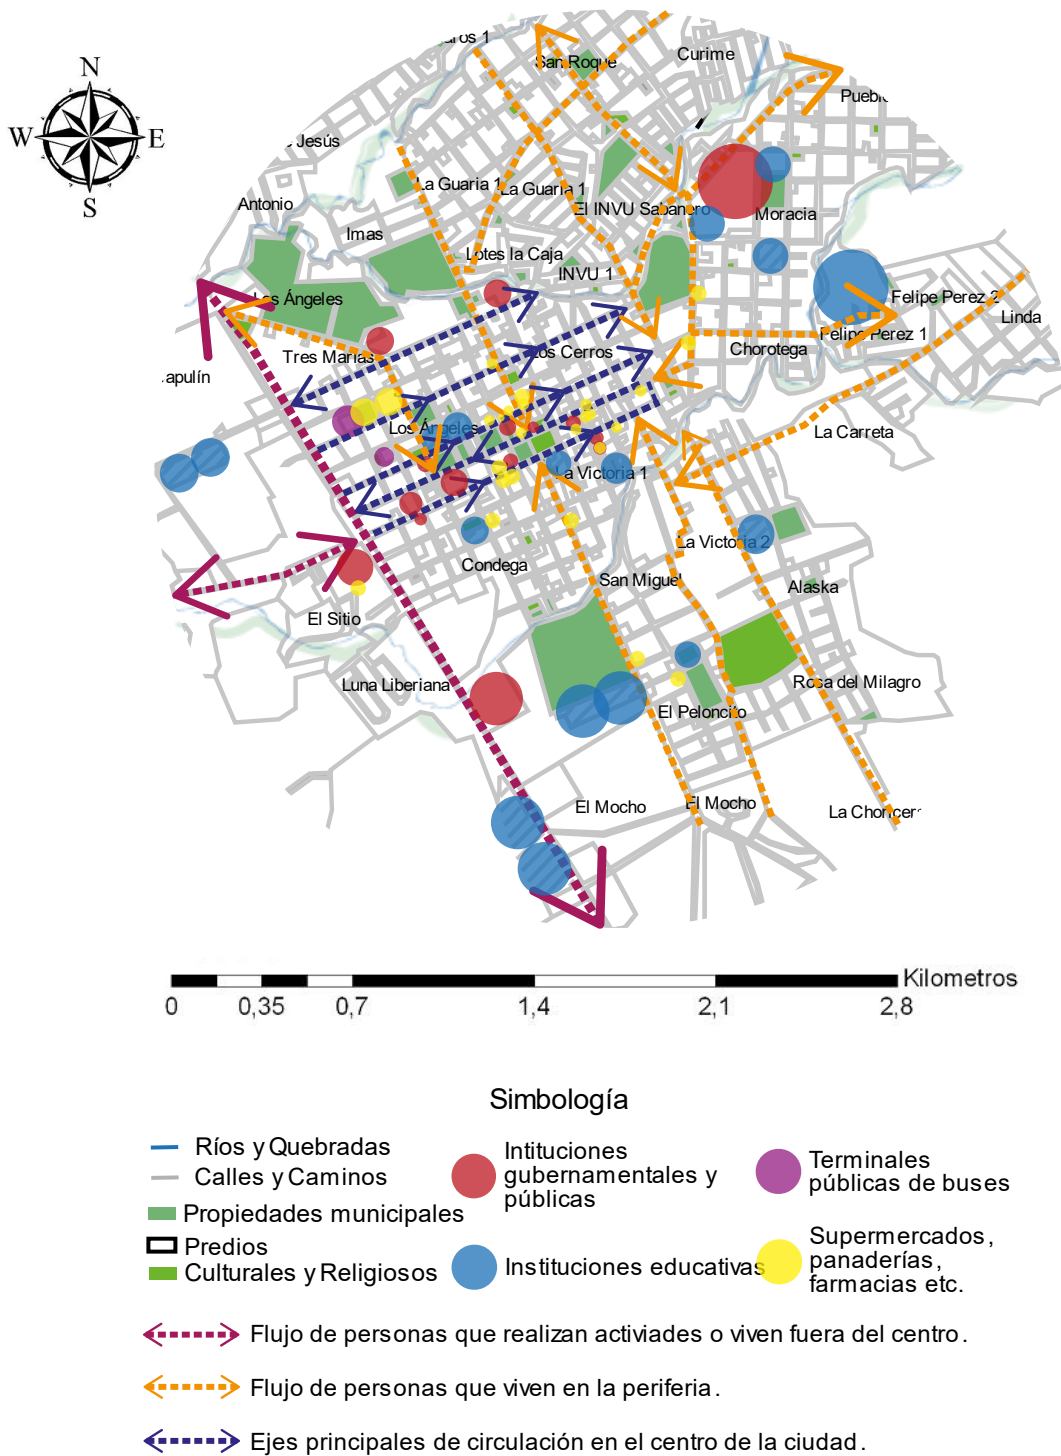 N
W E
S
aros 1
San Roque
Curime
Jesús
La Guaria 1
La Guaria 1
Antonio
El INVU Sabanero
Moracia
Imas
Lotes la Caja
INVU 1
Los Ángeles
Felipe Perez 2
Linda
Felipe Perez 1
Tres Marias
Los Cerros
Chorotega
apulín
Los Ángeles
La Carreta
La Victoria 1
La Victoria 2
Condega
San Miguel
Alaska
El Sitio
Luna Liberiana
Rosa del Milagro
El Peloncito
El Mocho
El Mocho
Kilometros
0 0,35 0,7 1,4 2,1 2,8
Simbología
Ríos y Quebradas
Calles y Caminos
Propiedades municipales
Predios
Culturales y Religiosos
Intituciones
gubernamentales y
públicas
Instituciones educativas
Terminales
públicas de buses
Supermercados,
panaderías,
farmacias etc.
Flujo de personas que realizan activiades o viven fuera del centro.
Flujo de personas que viven en la periferia.
Ejes principales de circulación en el centro de la ciudad.